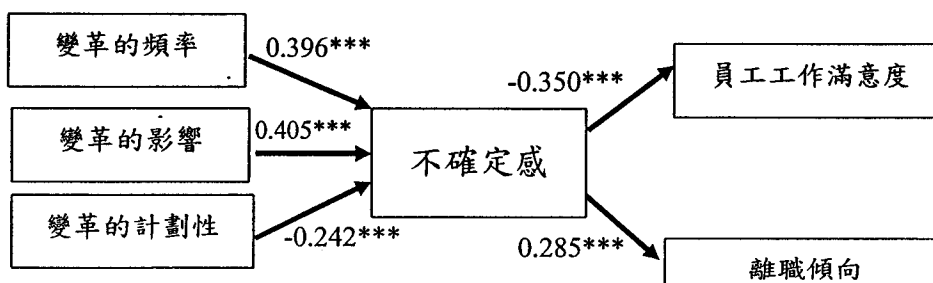 變革的頻率
0.396***
-0.350***
員工工作滿意度
變革的影響
0.405***
不確定感
變革的計劃性
-0.242***
0.285***
離職傾向